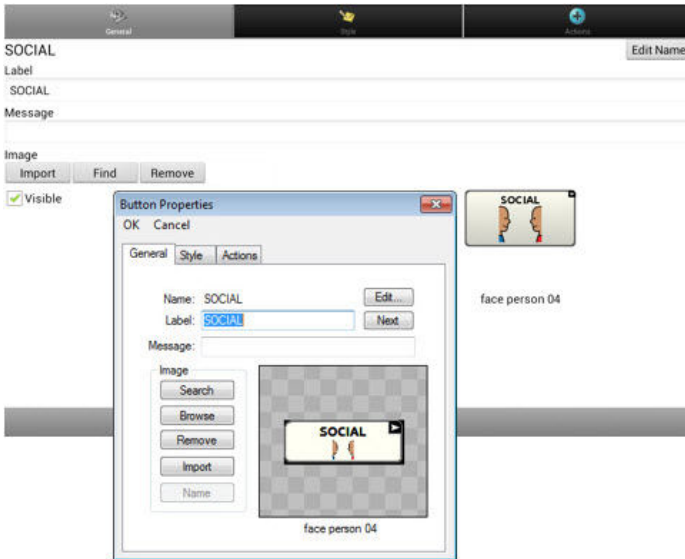 General Style Actions
SOCIAL Edit Name
Label
SOCIAL
Message
Image
Import Find Remove
Visible
SOCIAL
face person 04
Button Properties
OK Cancel
General Style Actions
Name: SOCIAL Edit...
Label: SOCIAL Next
Message:
Image
Search
Browse
Remove
Import
Name
SOCIAL
face person 04